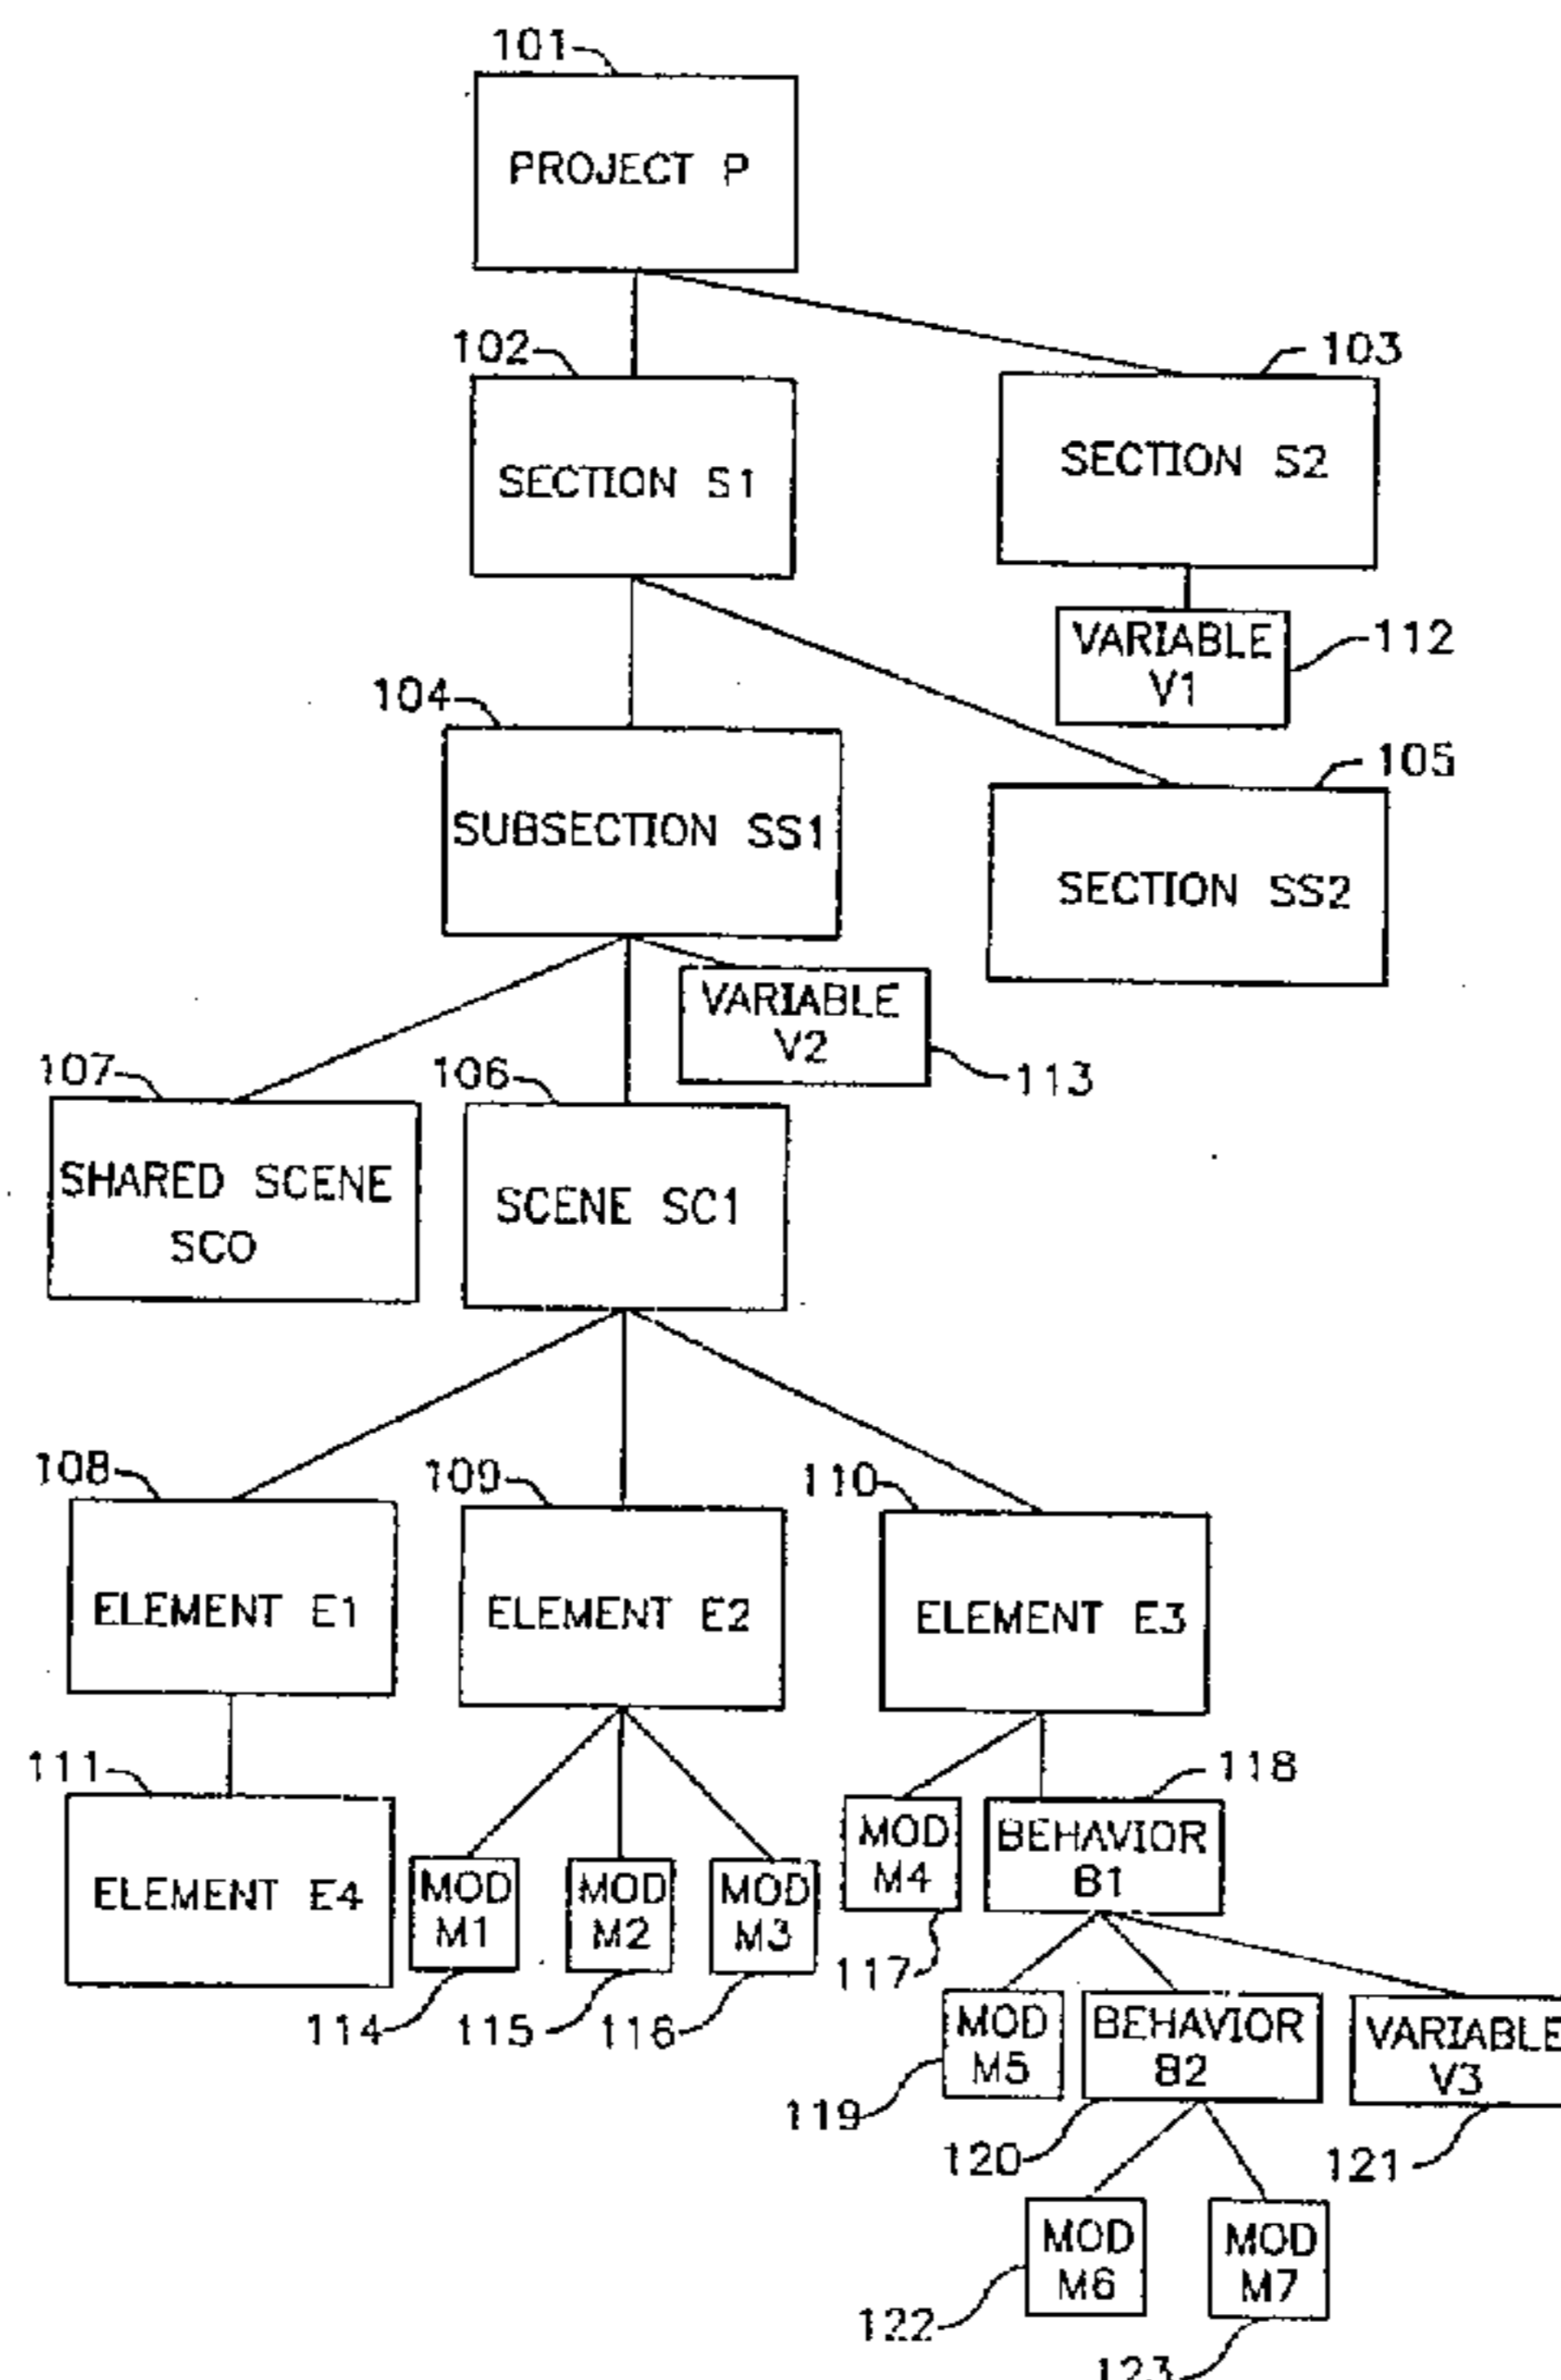 101
PROJECT P
102
103
SECTION S1
SECTION S2
VARIABLE
V1
112
104
105
SUBSECTION SS1
SECTION SS2
VARIABLE
V2
113
107
106
SHARED SCENE
SCO
SCENE SC1
108
109
110
ELEMENT E1
ELEMENT E2
ELEMENT E3
111
118
ELEMENT E4
MOD
M1
MOD
M2
MOD
M3
MOD
M4
BEHAVIOR
B1
117
114
115
116
MOD
M5
BEHAVIOR
B2
VARIABLE
V3
119
120
121
MOD
M6
MOD
M7
122
123